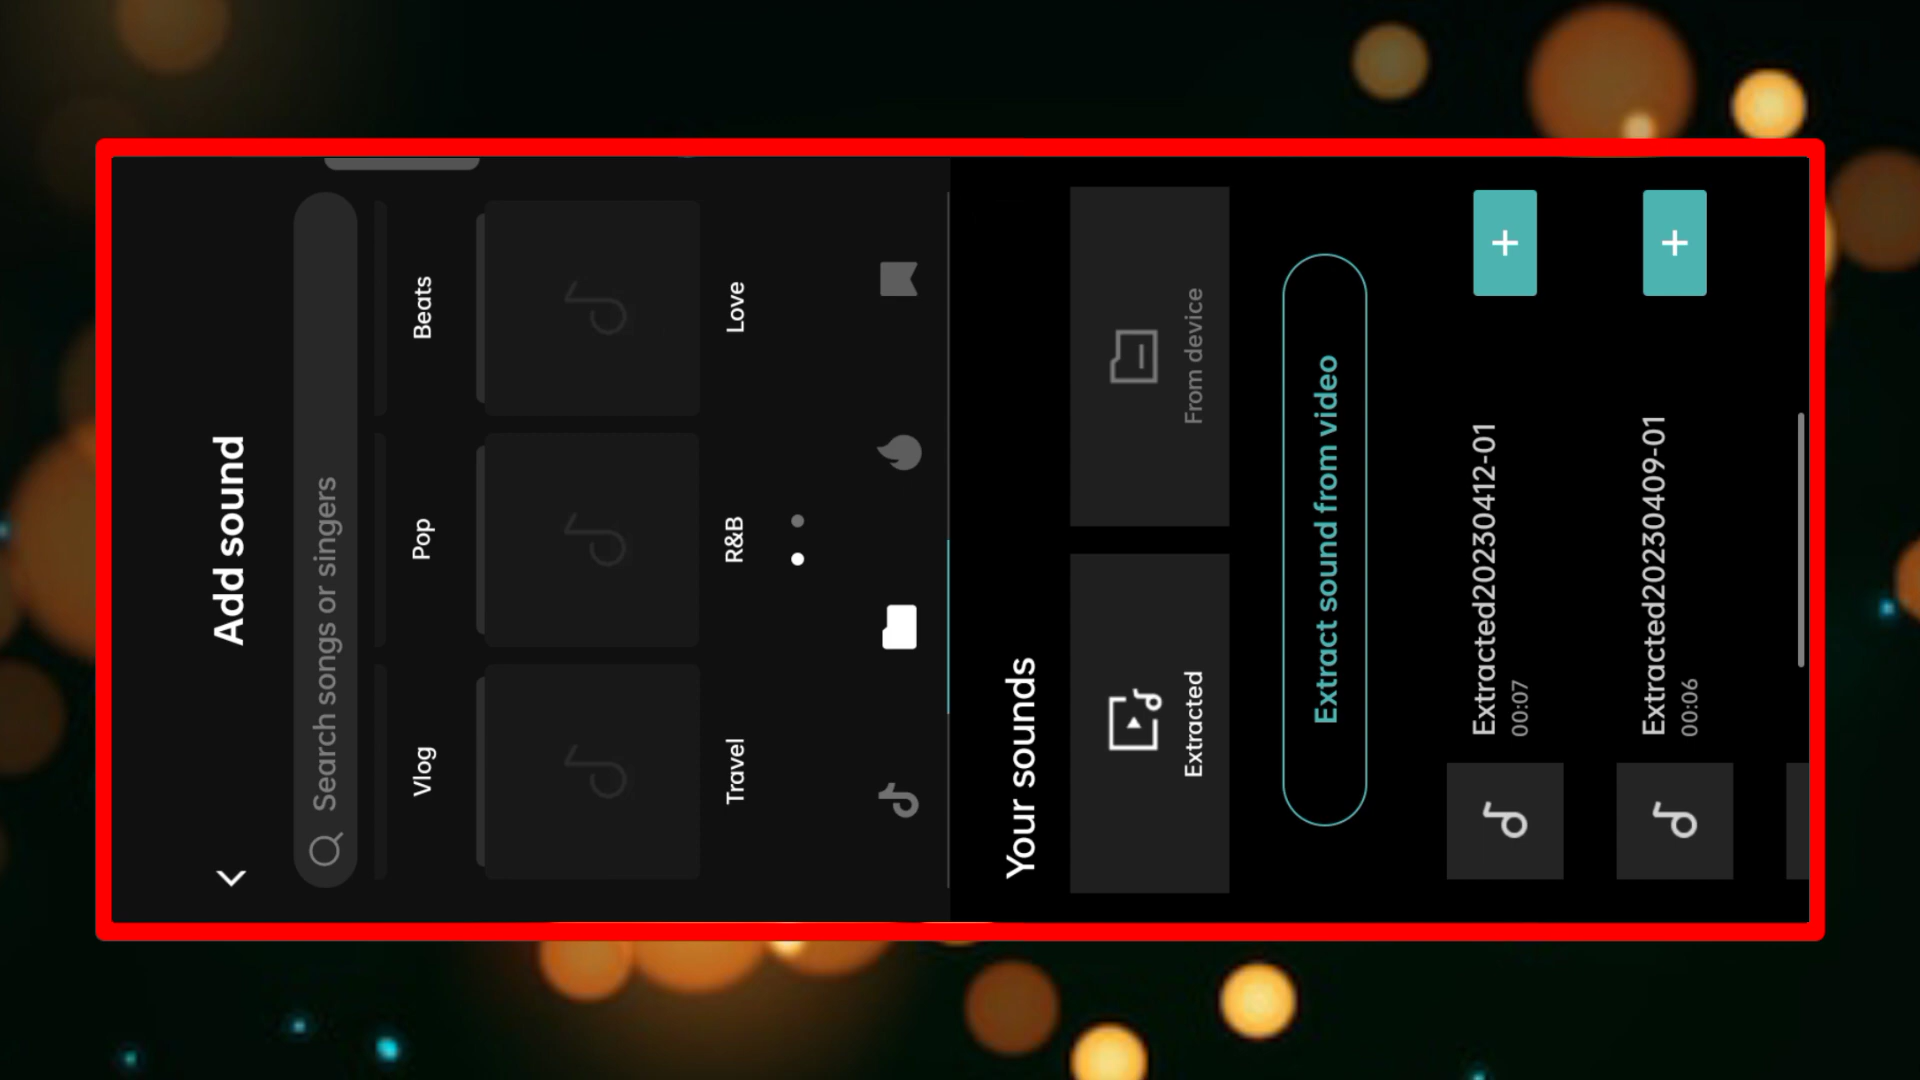 Add sound
Search songs or singers
Vlog Pop Beats
Travel R&B Love
Your sounds
Extracted From device
Extract sound from video
Extracted20230412-01
00:07
+
Extracted20230409-01
00:06
+